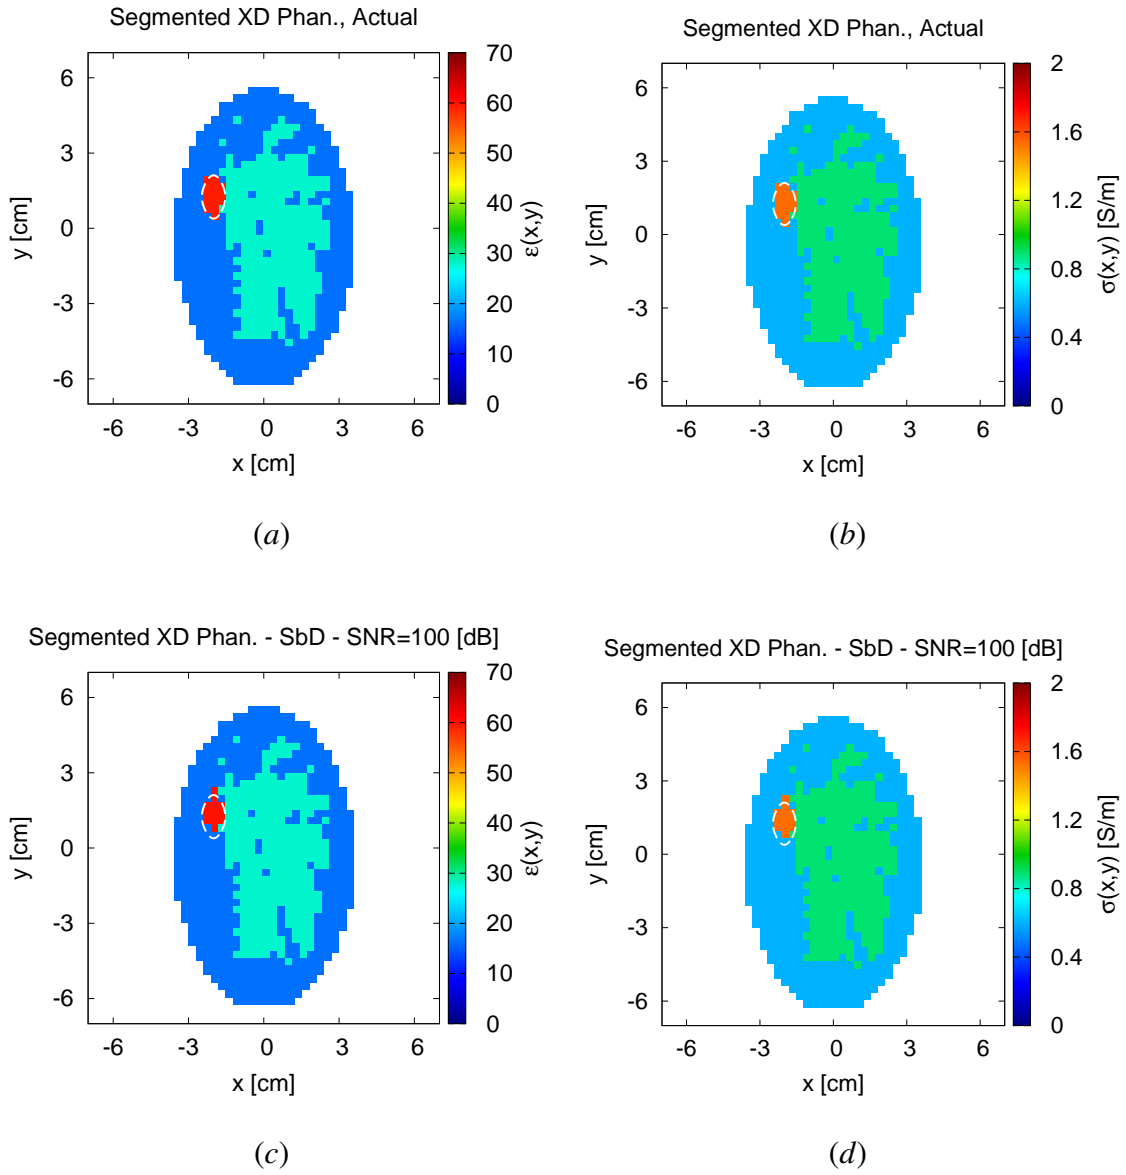 Segmented XD Phan., Actual
6
3
0
-3
-6
y [cm]
-6 -3 0 3 6
x [cm]
70
60
50
40
30
20
10
0
ε(x,y)
(a)
Segmented XD Phan., Actual
6
3
0
-3
-6
y [cm]
-6 -3 0 3 6
x [cm]
2
1.6
1.2
0.8
0.4
0
σ(x,y) [S/m]
(b)
Segmented XD Phan. - SbD - SNR=100 [dB]
6
3
0
-3
-6
y [cm]
-6 -3 0 3 6
x [cm]
70
60
50
40
30
20
10
0
ε(x,y)
(c)
Segmented XD Phan. - SbD - SNR=100 [dB]
6
3
0
-3
-6
y [cm]
-6 -3 0 3 6
x [cm]
2
1.6
1.2
0.8
0.4
0
σ(x,y) [S/m]
(d)